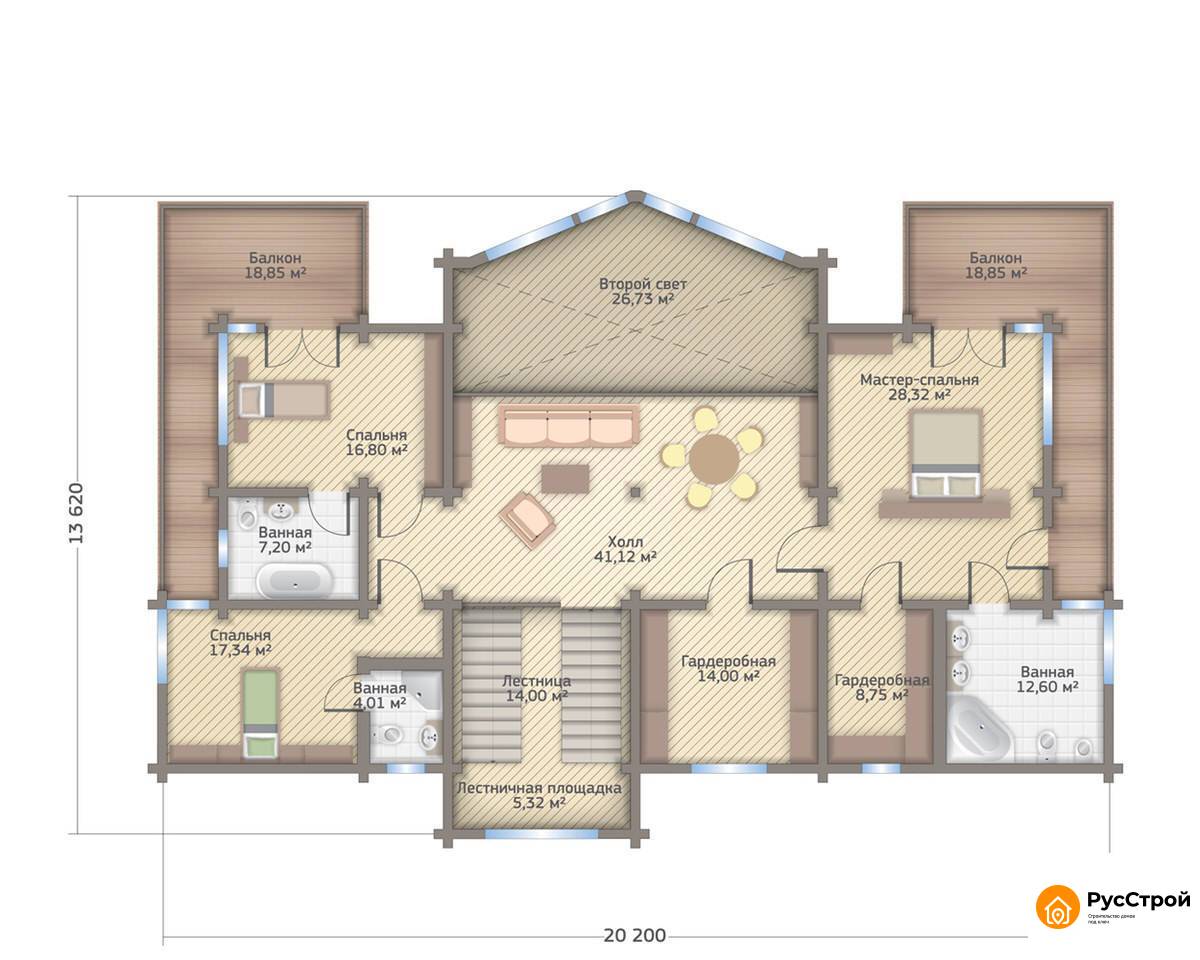 Балкон
18,85 м²
Второй свет
26,73 м²
Балкон
18,85 м²
Мастер-спальня
28,32 м²
Спальня
16,80 м²
13 620
Ванная
7,20 м²
Холл
41,12 м²
Спальня
17,34 м²
Ванная
4,01 м²
Лестница
14,00 м²
Гардеробная
14,00 м²
Гардеробная
8,75 м²
Ванная
12,60 м²
Лестничная площадка
5,32 м²
РусСтрой
Строительство домов
под ключ
20 200